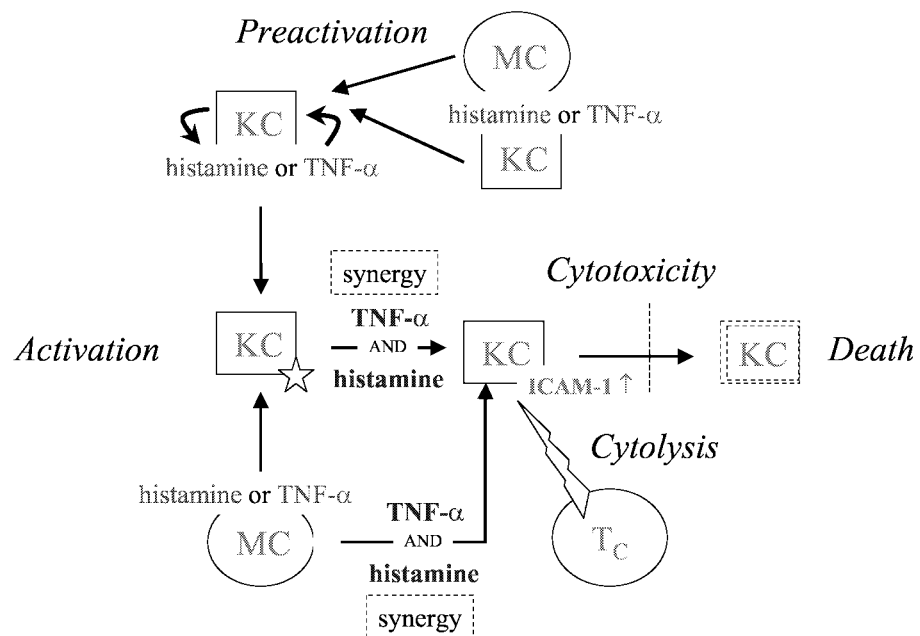 Preactivation
MC
KC
histamine or TNF-α
KC
histamine or TNF-α
synergy
Cytotoxicity
TNF-α
Activation
KC
AND
KC
KC
Death
histamine
ICAM-1 ↑
Cytolysis
histamine or TNF-α
TNF-α
MC
AND
T_C
histamine
synergy